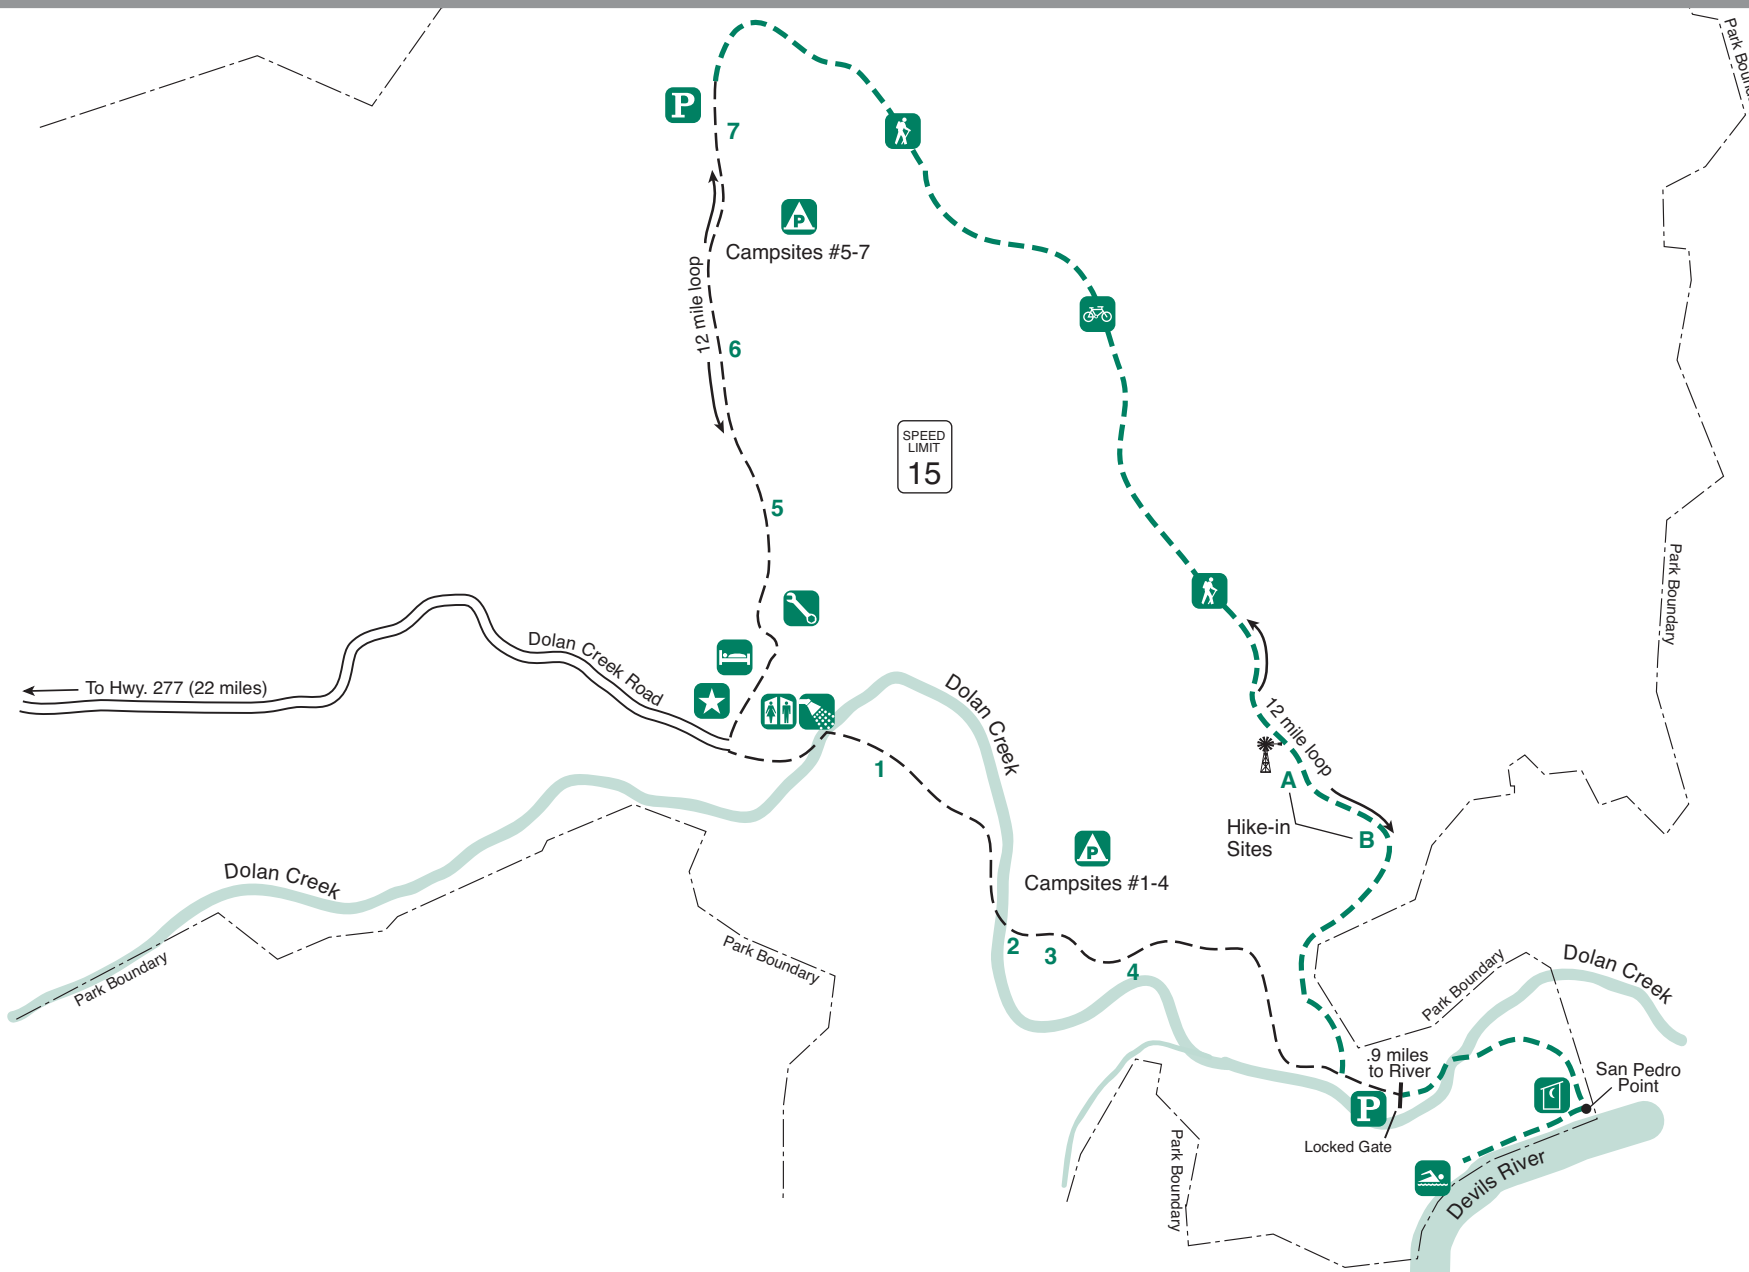 Park Boun
P
7
P
Campsites #5-7
12 mile loop
6
SPEED
LIMIT
15
5
Park Boundary
Dolan Creek Road
To Hwy. 277 (22 miles)
Dolan Creek
12 mile loop
1
A
Hike-in
Sites
B
P
Campsites #1-4
Dolan Creek
2
3
4
Park Boundary
Park Boundary
Park Boundary
Dolan Creek
.9 miles
to River
San Pedro
Point
P
Locked Gate
Park Boundary
Devils River